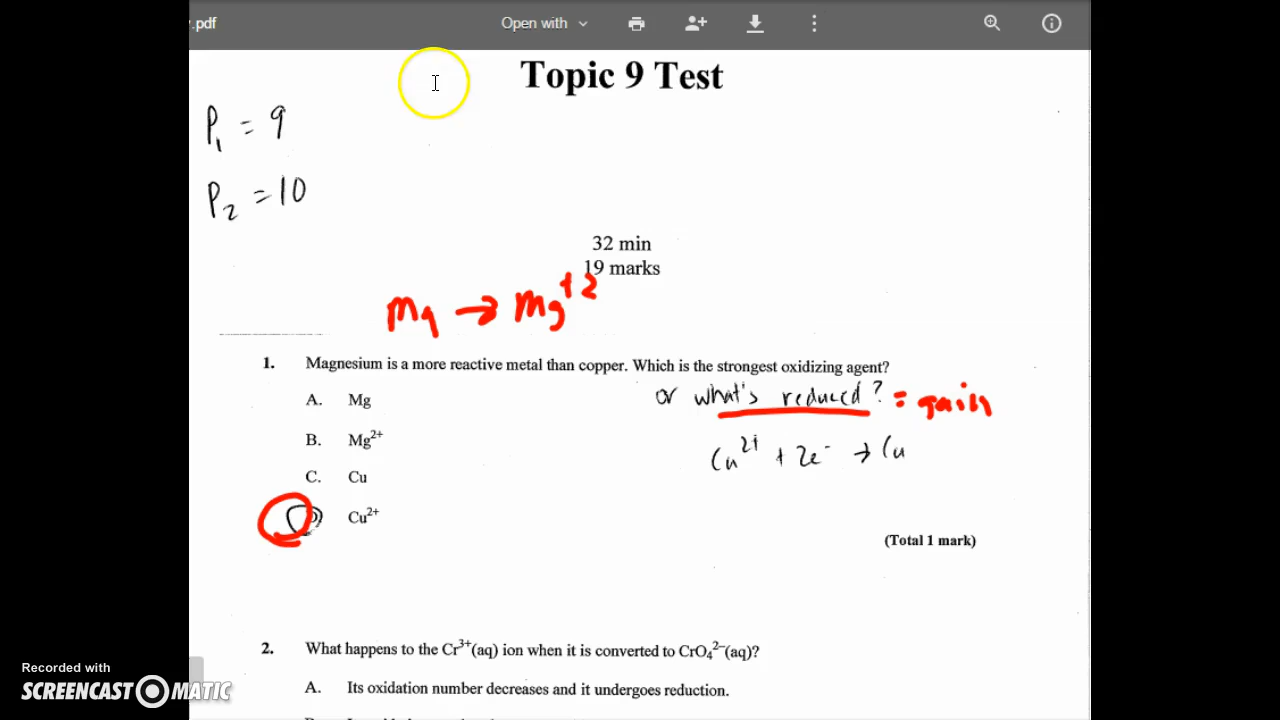 .pdf
Open with
Topic 9 Test
P₁ = 9
P₂ = 10
32 min
19 marks
Mg → Mg⁺²
1. Magnesium is a more reactive metal than copper. Which is the strongest oxidizing agent?
or what's reduced? = gain
A. Mg
B. Mg²⁺
Cu²⁺ + 2e⁻ → Cu
C. Cu
D Cu²⁺
(Total 1 mark)
2. What happens to the Cr³⁺(aq) ion when it is converted to CrO₄²⁻(aq)?
A. Its oxidation number decreases and it undergoes reduction.
Recorded with
SCREENCAST MATIC